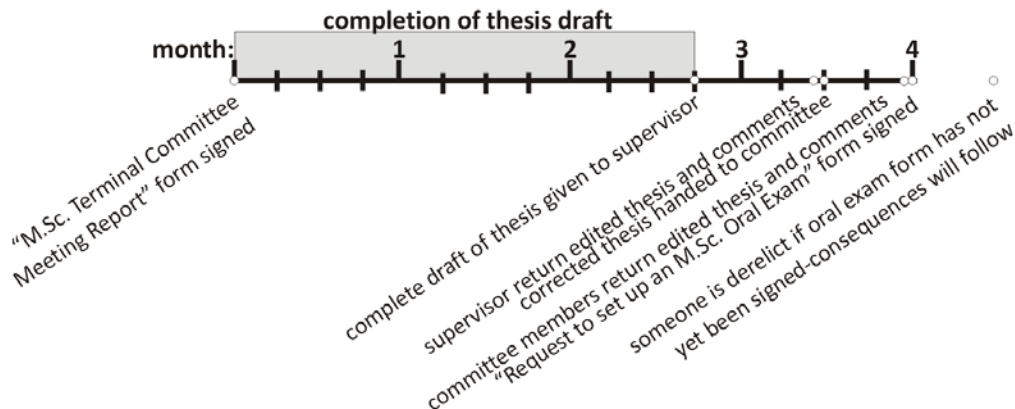 completion of thesis draft
month: 1 2 3 4
“M.Sc. Terminal Committee
Meeting Report” form signed
complete draft of thesis given to supervisor
supervisor return edited thesis and comments
corrected thesis handed to committee
committee members return edited thesis and comments
“Request to set up an M.Sc. Oral Exam” form signed
someone is derelict if oral exam form has not
yet been signed-consequences will follow